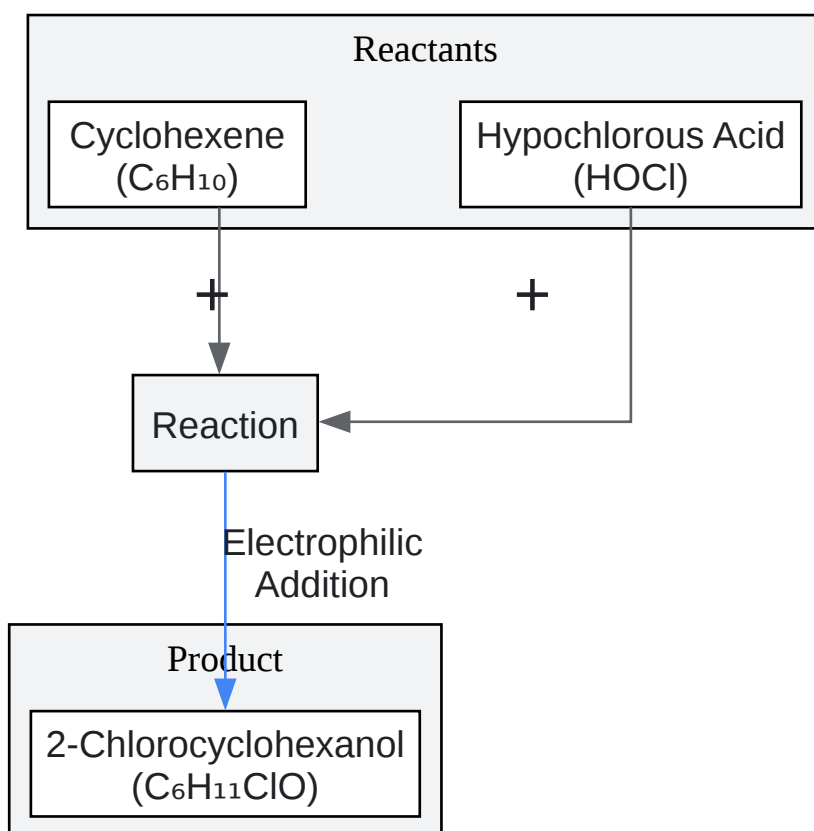 Reactants
Cyclohexene
(C₆H₁₀)
Hypochlorous Acid
(HOCl)
+
+
Reaction
Electrophilic
Addition
Product
2-Chlorocyclohexanol
(C₆H₁₁ClO)